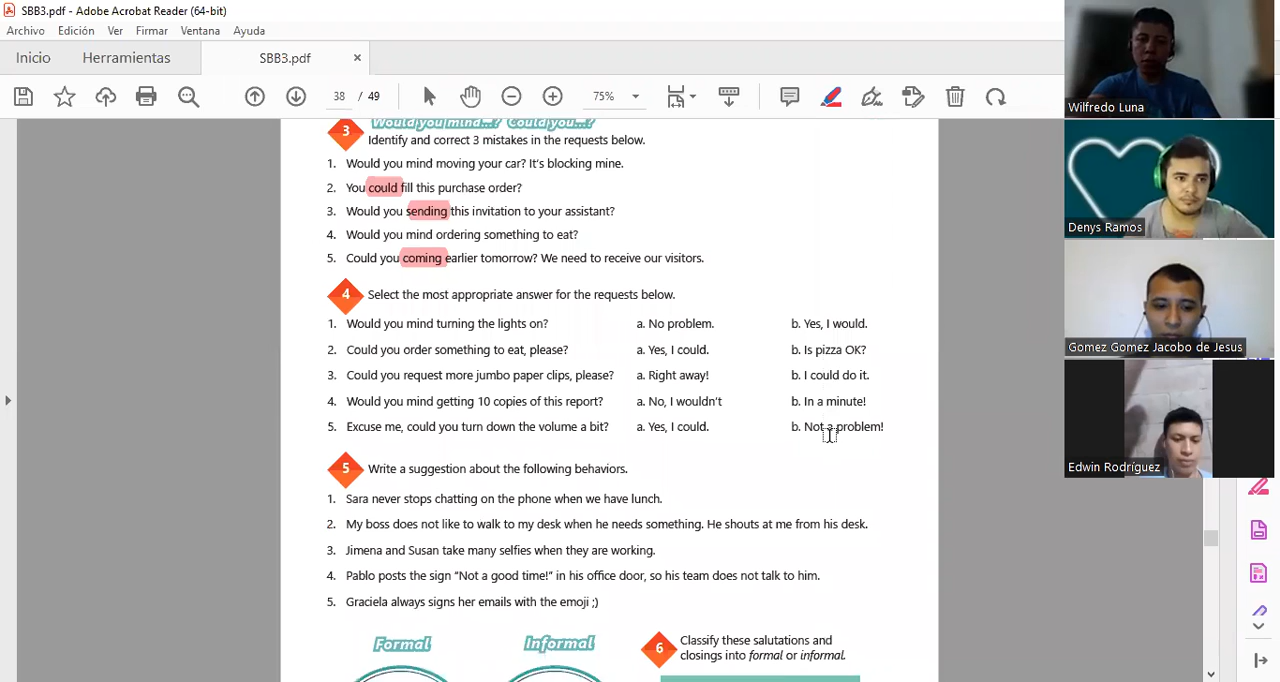 SBB3.pdf - Adobe Acrobat Reader (64-bit)
Archivo Edición Ver Firmar Ventana Ayuda
Inicio Herramientas SBB3.pdf ×
38 / 49 75%
3 Would you mind...? Could you...?
Identify and correct 3 mistakes in the requests below.
1. Would you mind moving your car? It's blocking mine.
2. You could fill this purchase order?
3. Would you sending this invitation to your assistant?
4. Would you mind ordering something to eat?
5. Could you coming earlier tomorrow? We need to receive our visitors.
4 Select the most appropriate answer for the requests below.
1. Would you mind turning the lights on? a. No problem. b. Yes, I would.
2. Could you order something to eat, please? a. Yes, I could. b. Is pizza OK?
3. Could you request more jumbo paper clips, please? a. Right away! b. I could do it.
4. Would you mind getting 10 copies of this report? a. No, I wouldn't b. In a minute!
5. Excuse me, could you turn down the volume a bit? a. Yes, I could. b. Not a problem!
5 Write a suggestion about the following behaviors.
1. Sara never stops chatting on the phone when we have lunch.
2. My boss does not like to walk to my desk when he needs something. He shouts at me from his desk.
3. Jimena and Susan take many selfies when they are working.
4. Pablo posts the sign “Not a good time!” in his office door, so his team does not talk to him.
5. Graciela always signs her emails with the emoji ;)
Formal Informal
6 Classify these salutations and
closings into formal or informal.
Wilfredo Luna
Denys Ramos
Gomez Gomez Jacobo de Jesus
Edwin Rodríguez